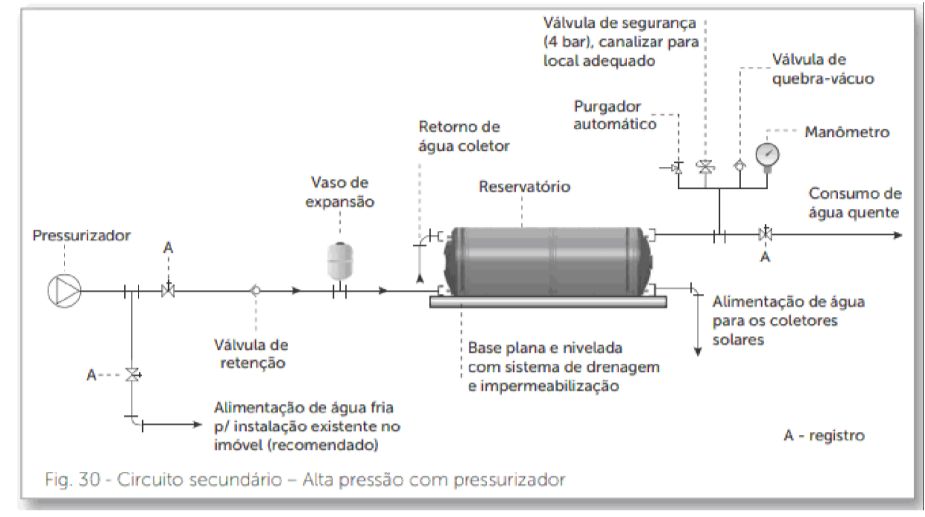 Válvula de segurança
(4 bar), canalizar para
local adequado
Válvula de
quebra-vácuo
Purgador
automático
Manômetro
Retorno de
água coletor
Vaso de
expansão
Reservatório
Consumo de
água quente
Pressurizador
A
A
Válvula de
retenção
Alimentação de água
para os coletores
solares
Base plana e nivelada
com sistema de drenagem
e impermeabilização
A
Alimentação de água fria
p/ instalação existente no
imóvel (recomendado)
A - registro
Fig. 30 - Circuito secundário – Alta pressão com pressurizador